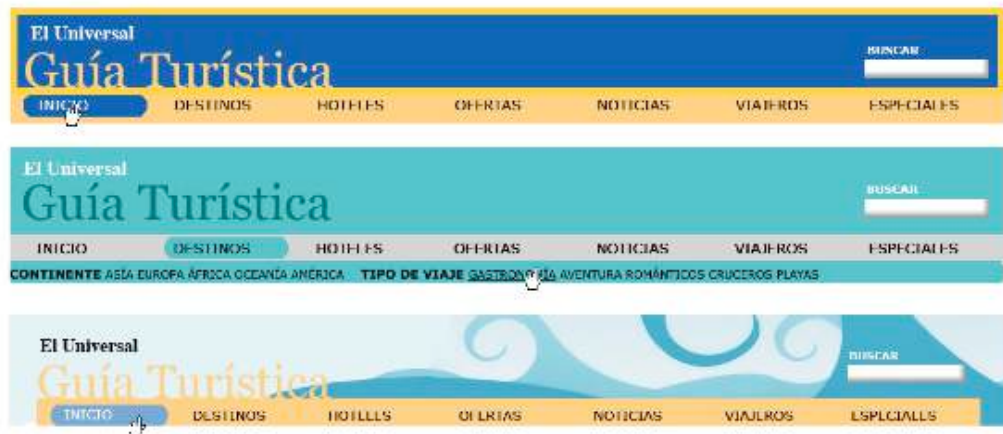 El Universal
Guía Turística
BUSCAR
INICIO DESTINOS HOTELES OFERTAS NOTICIAS VIAJEROS ESPECIALES
El Universal
Guía Turística
BUSCAR
INICIO DESTINOS HOTELES OFERTAS NOTICIAS VIAJEROS ESPECIALES
CONTINENTE ASÍA EUROPA ÁFRICA OCEANÍA AMÉRICA TIPO DE VIAJE GASTRONOMÍA AVENTURA ROMÁNTICOS CRUCEROS PLAYAS
El Universal
Guía Turística
BUSCAR
INICIO DESTINOS HOTELES OFERTAS NOTICIAS VIAJEROS ESPECIALES